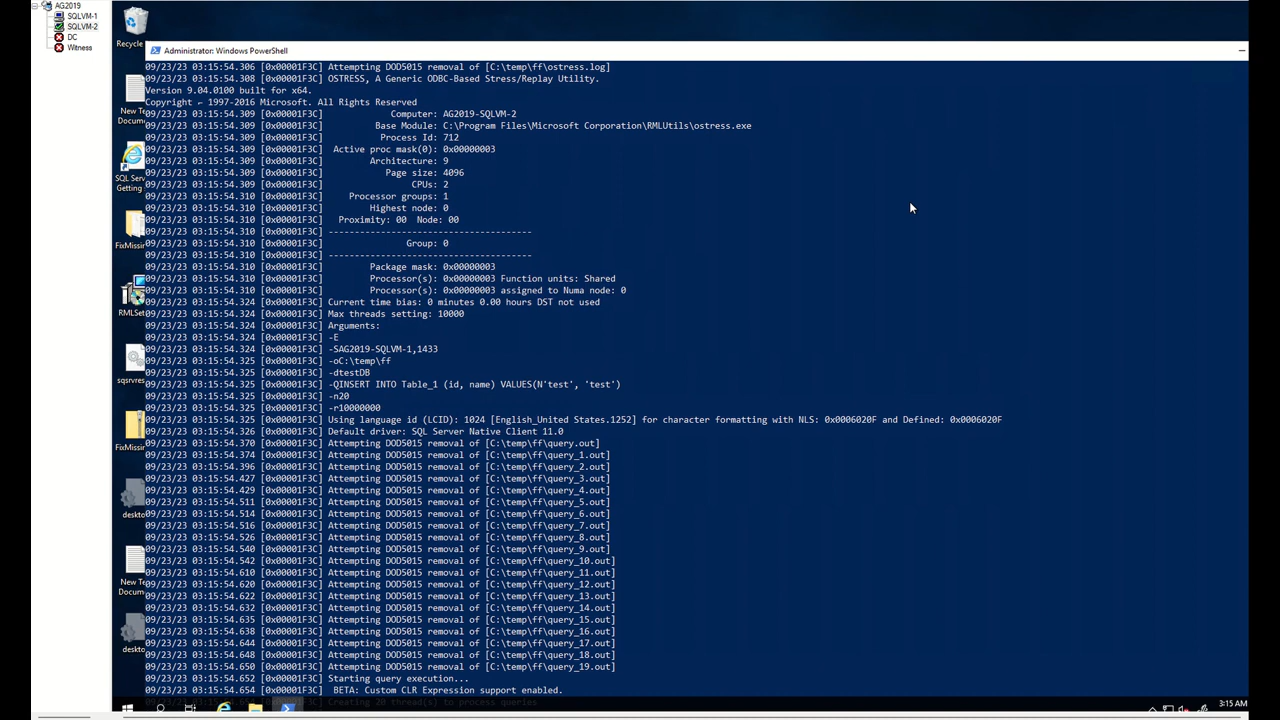 AG2019
SQLVM-1
SQLVM-2
DC
Witness
Recycle
New Te
Docum
SQL Serv
Getting
FixMissin
RMLSet
sqsrvres
FixMissin
deskto
New Te
Docum
deskto
Administrator: Windows PowerShell
09/23/23 03:15:54.306 [0x00001F3C] Attempting DOD5015 removal of [C:\temp\ff\ostress.log]
09/23/23 03:15:54.308 [0x00001F3C] OSTRESS, A Generic ODBC-Based Stress/Replay Utility.
Version 9.04.0100 built for x64.
Copyright ⌐ 1997-2016 Microsoft. All Rights Reserved
09/23/23 03:15:54.309 [0x00001F3C] Computer: AG2019-SQLVM-2
09/23/23 03:15:54.309 [0x00001F3C] Base Module: C:\Program Files\Microsoft Corporation\RMLUtils\ostress.exe
09/23/23 03:15:54.309 [0x00001F3C] Process Id: 712
09/23/23 03:15:54.309 [0x00001F3C] Active proc mask(0): 0x00000003
09/23/23 03:15:54.309 [0x00001F3C] Architecture: 9
09/23/23 03:15:54.309 [0x00001F3C] Page size: 4096
09/23/23 03:15:54.309 [0x00001F3C] CPUs: 2
09/23/23 03:15:54.310 [0x00001F3C] Processor groups: 1
09/23/23 03:15:54.310 [0x00001F3C] Highest node: 0
09/23/23 03:15:54.310 [0x00001F3C] Proximity: 00 Node: 00
09/23/23 03:15:54.310 [0x00001F3C] ---------------------------------------
09/23/23 03:15:54.310 [0x00001F3C] Group: 0
09/23/23 03:15:54.310 [0x00001F3C] ---------------------------------------
09/23/23 03:15:54.310 [0x00001F3C] Package mask: 0x00000003
09/23/23 03:15:54.310 [0x00001F3C] Processor(s): 0x00000003 Function units: Shared
09/23/23 03:15:54.310 [0x00001F3C] Processor(s): 0x00000003 assigned to Numa node: 0
09/23/23 03:15:54.324 [0x00001F3C] Current time bias: 0 minutes 0.00 hours DST not used
09/23/23 03:15:54.324 [0x00001F3C] Max threads setting: 10000
09/23/23 03:15:54.324 [0x00001F3C] Arguments:
09/23/23 03:15:54.324 [0x00001F3C] -E
09/23/23 03:15:54.324 [0x00001F3C] -SAG2019-SQLVM-1,1433
09/23/23 03:15:54.325 [0x00001F3C] -oC:\temp\ff
09/23/23 03:15:54.325 [0x00001F3C] -dtestDB
09/23/23 03:15:54.325 [0x00001F3C] -QINSERT INTO Table_1 (id, name) VALUES(N'test', 'test')
09/23/23 03:15:54.325 [0x00001F3C] -n20
09/23/23 03:15:54.325 [0x00001F3C] -r10000000
09/23/23 03:15:54.325 [0x00001F3C] Using language id (LCID): 1024 [English_United States.1252] for character formatting with NLS: 0x0006020F and Defined: 0x0006020F
09/23/23 03:15:54.326 [0x00001F3C] Default driver: SQL Server Native Client 11.0
09/23/23 03:15:54.370 [0x00001F3C] Attempting DOD5015 removal of [C:\temp\ff\query.out]
09/23/23 03:15:54.374 [0x00001F3C] Attempting DOD5015 removal of [C:\temp\ff\query_1.out]
09/23/23 03:15:54.396 [0x00001F3C] Attempting DOD5015 removal of [C:\temp\ff\query_2.out]
09/23/23 03:15:54.427 [0x00001F3C] Attempting DOD5015 removal of [C:\temp\ff\query_3.out]
09/23/23 03:15:54.429 [0x00001F3C] Attempting DOD5015 removal of [C:\temp\ff\query_4.out]
09/23/23 03:15:54.511 [0x00001F3C] Attempting DOD5015 removal of [C:\temp\ff\query_5.out]
09/23/23 03:15:54.514 [0x00001F3C] Attempting DOD5015 removal of [C:\temp\ff\query_6.out]
09/23/23 03:15:54.516 [0x00001F3C] Attempting DOD5015 removal of [C:\temp\ff\query_7.out]
09/23/23 03:15:54.526 [0x00001F3C] Attempting DOD5015 removal of [C:\temp\ff\query_8.out]
09/23/23 03:15:54.540 [0x00001F3C] Attempting DOD5015 removal of [C:\temp\ff\query_9.out]
09/23/23 03:15:54.542 [0x00001F3C] Attempting DOD5015 removal of [C:\temp\ff\query_10.out]
09/23/23 03:15:54.610 [0x00001F3C] Attempting DOD5015 removal of [C:\temp\ff\query_11.out]
09/23/23 03:15:54.620 [0x00001F3C] Attempting DOD5015 removal of [C:\temp\ff\query_12.out]
09/23/23 03:15:54.622 [0x00001F3C] Attempting DOD5015 removal of [C:\temp\ff\query_13.out]
09/23/23 03:15:54.632 [0x00001F3C] Attempting DOD5015 removal of [C:\temp\ff\query_14.out]
09/23/23 03:15:54.635 [0x00001F3C] Attempting DOD5015 removal of [C:\temp\ff\query_15.out]
09/23/23 03:15:54.638 [0x00001F3C] Attempting DOD5015 removal of [C:\temp\ff\query_16.out]
09/23/23 03:15:54.644 [0x00001F3C] Attempting DOD5015 removal of [C:\temp\ff\query_17.out]
09/23/23 03:15:54.648 [0x00001F3C] Attempting DOD5015 removal of [C:\temp\ff\query_18.out]
09/23/23 03:15:54.650 [0x00001F3C] Attempting DOD5015 removal of [C:\temp\ff\query_19.out]
09/23/23 03:15:54.652 [0x00001F3C] Starting query execution...
09/23/23 03:15:54.654 [0x00001F3C] BETA: Custom CLR Expression support enabled.
Creating 20 thread(s) to process queries
3:15 AM